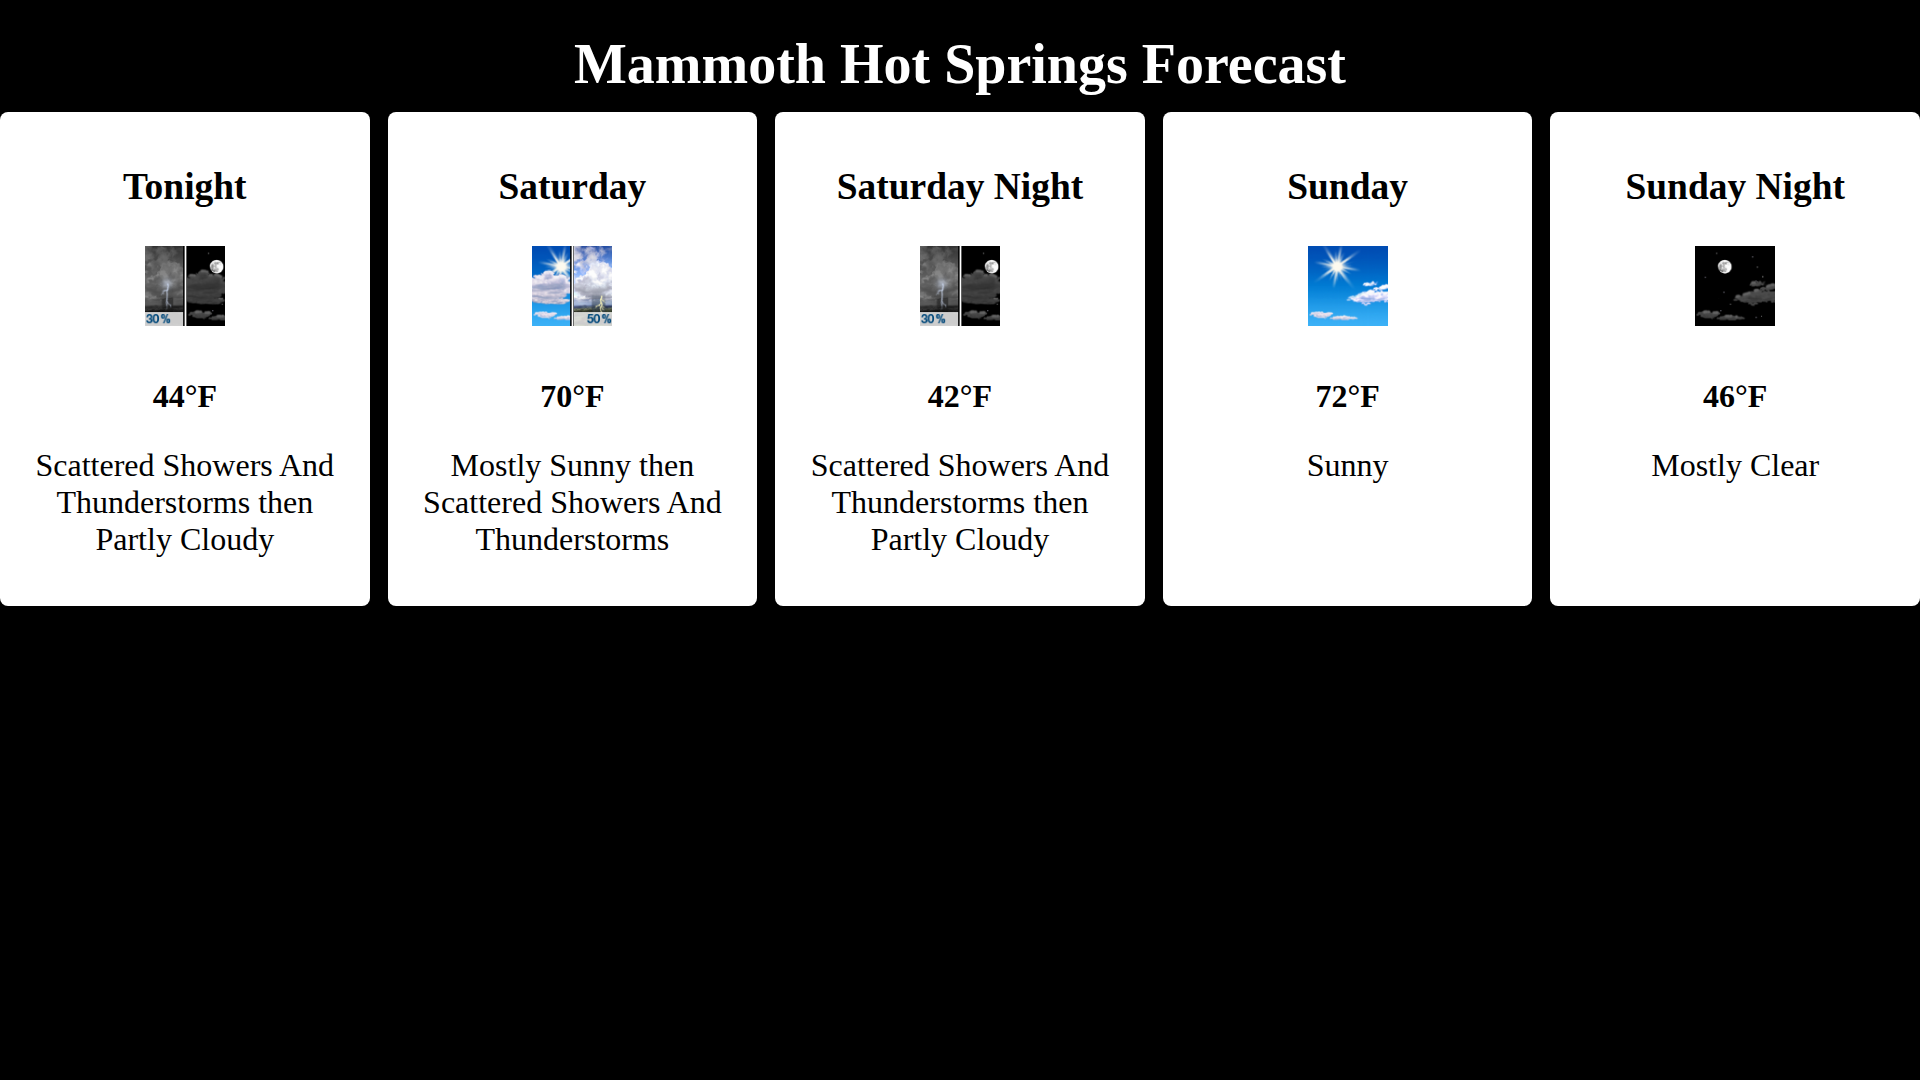 Mammoth Hot Springs Forecast
Tonight
30%
44°F
Scattered Showers And
Thunderstorms then
Partly Cloudy
Saturday
50%
70°F
Mostly Sunny then
Scattered Showers And
Thunderstorms
Saturday Night
30%
42°F
Scattered Showers And
Thunderstorms then
Partly Cloudy
Sunday
72°F
Sunny
Sunday Night
46°F
Mostly Clear